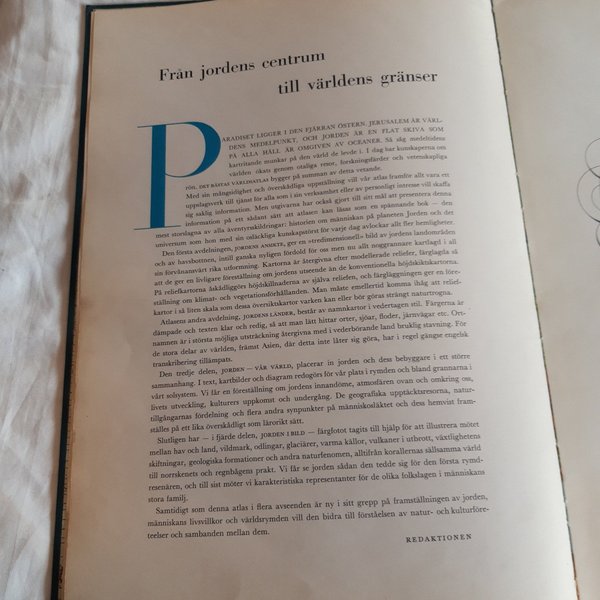 Från jordens centrum
till världens gränser
PARADISET LIGGER I DEN FJÄRRAN ÖSTERN. JERUSALEM ÄR VÄRL-
DENS MEDELPUNKT, OCH JORDEN ÄR EN FLAT SKIVA SOM
PÅ ALLA HÅLL ÄR OMGIVEN AV OCEANER. Så såg medeltidens
kartritande munkar på den värld de levde i. I dag har kunskaperna om
världen ökats genom otaliga resor, forskningsfärder och vetenskapliga
rön. DET BÄSTAS VÄRLDSATLAS bygger på summan av detta vetande.
Med sin mångsidighet och överskådliga uppställning vill vår atlas framför allt vara ett
uppslagsverk till tjänst för alla som i sin verksamhet eller av personligt intresse vill skaffa
sig saklig information. Men utgivarna har också gjort till sitt mål att presentera denna
information på ett sådant sätt att atlasen kan läsas som en spännande bok — den
mest storslagna av alla äventyrsskildringar: historien om människan på planeten Jorden och det
universum som hon med sin osläckliga kunskapstörst för varje dag avlockar allt fler hemligheter.
Den första avdelningen, JORDENS ANSIKTE, ger en »tredimensionell» bild av jordens landområden
och av havsbottnen, intill ganska nyligen fördold för oss men nu allt noggrannare kartlagd i all
sin förvånansvärt rika utformning. Kartorna är återgivna efter modellerade reliefer, färglagda så
att de ger en livligare föreställning om jordens utseende än de konventionella höjdskiktskartorna.
På reliefkartorna åskådliggörs höjdskillnaderna av själva reliefen, och färgläggningen ger en före-
ställning om klimat- och vegetationsförhållanden. Man måste emellertid komma ihåg att relief-
kartor i så liten skala som dessa översiktskartor varken kan eller bör göras strängt naturtrogna.
Atlasens andra avdelning, JORDENS LÄNDER, består av namnkartor i vedertagen stil. Färgerna är
dämpade och texten klar och redig, så att man lätt hittar orter, sjöar, floder, järnvägar etc. Ort-
namnen är i största möjliga utsträckning återgivna med i vederbörande land bruklig stavning. För
de stora delar av världen, främst Asien, där detta inte låter sig göra, har i regel gängse engelsk
transkribering tillämpats.
Den tredje delen, JORDEN — VÅR VÄRLD, placerar in jorden och dess bebyggare i ett större
sammanhang. I text, kartbilder och diagram redogörs för vår plats i rymden och bland grannarna i
vårt solsystem. Vi får en föreställning om jordens innandöme, atmosfären ovan och omkring oss,
livets utveckling, kulturers uppkomst och undergång. De geografiska upptäcktsresorna, natur-
tillgångarnas fördelning och flera andra synpunkter på människosläktet och dess hemvist fram-
ställes på ett lika överskådligt som lärorikt sätt.
Slutligen har — i fjärde delen, JORDEN I BILD — färgfotot tagits till hjälp för att illustrera mötet
mellan hav och land, vildmark, odlingar, glaciärer, varma källor, vulkaner i utbrott, växtlighetens
skiftningar, geologiska formationer och andra naturfenomen, alltifrån korallernas sällsamma värld
till norrskenets och regnbågens prakt. Vi får se jorden sådan den tedde sig för den första rymd-
resenären, och till sist möter vi karakteristiska representanter för de olika folkslagen i människans
stora familj.
Samtidigt som denna atlas i flera avseenden är ny i sitt grepp på framställningen av jorden,
människans livsvillkor och världsrymden vill den bidra till förståelsen av natur- och kulturföre-
teelser och sambanden mellan dem.
REDAKTIONEN